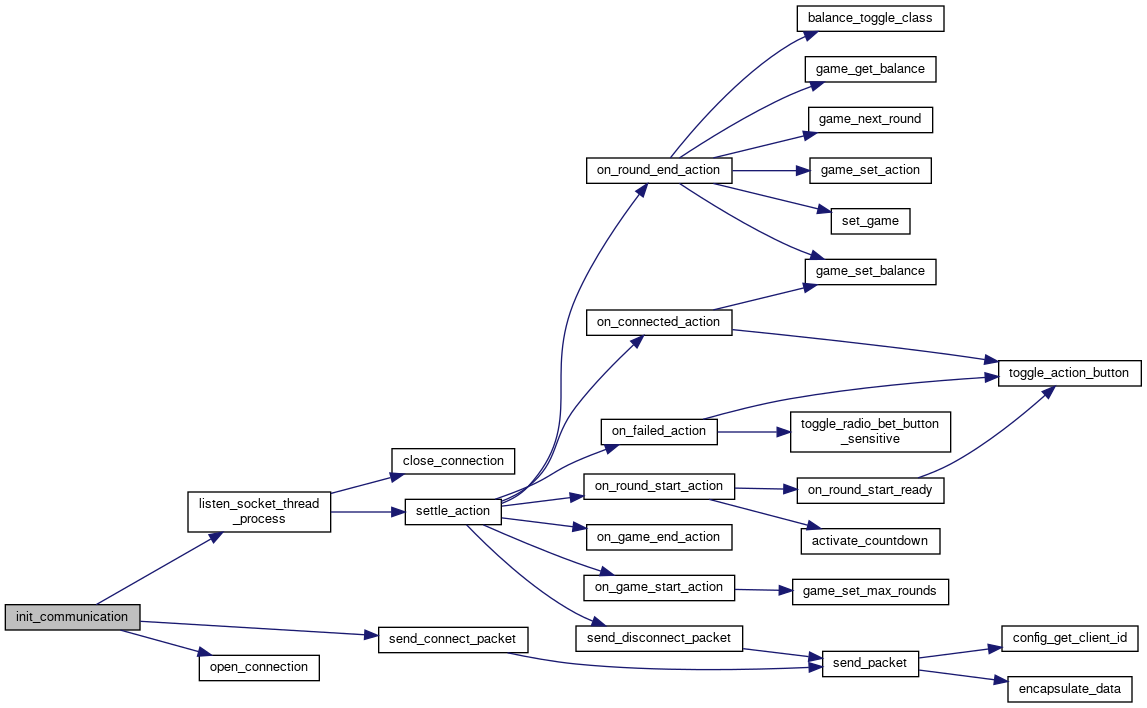 balance_toggle_class
game_get_balance
game_next_round
on_round_end_action
game_set_action
set_game
game_set_balance
on_connected_action
toggle_action_button
on_failed_action
toggle_radio_bet_button
_sensitive
close_connection
on_round_start_action
on_round_start_ready
listen_socket_thread
_process
settle_action
on_game_end_action
activate_countdown
on_game_start_action
game_set_max_rounds
init_communication
send_connect_packet
send_disconnect_packet
config_get_client_id
open_connection
send_packet
encapsulate_data